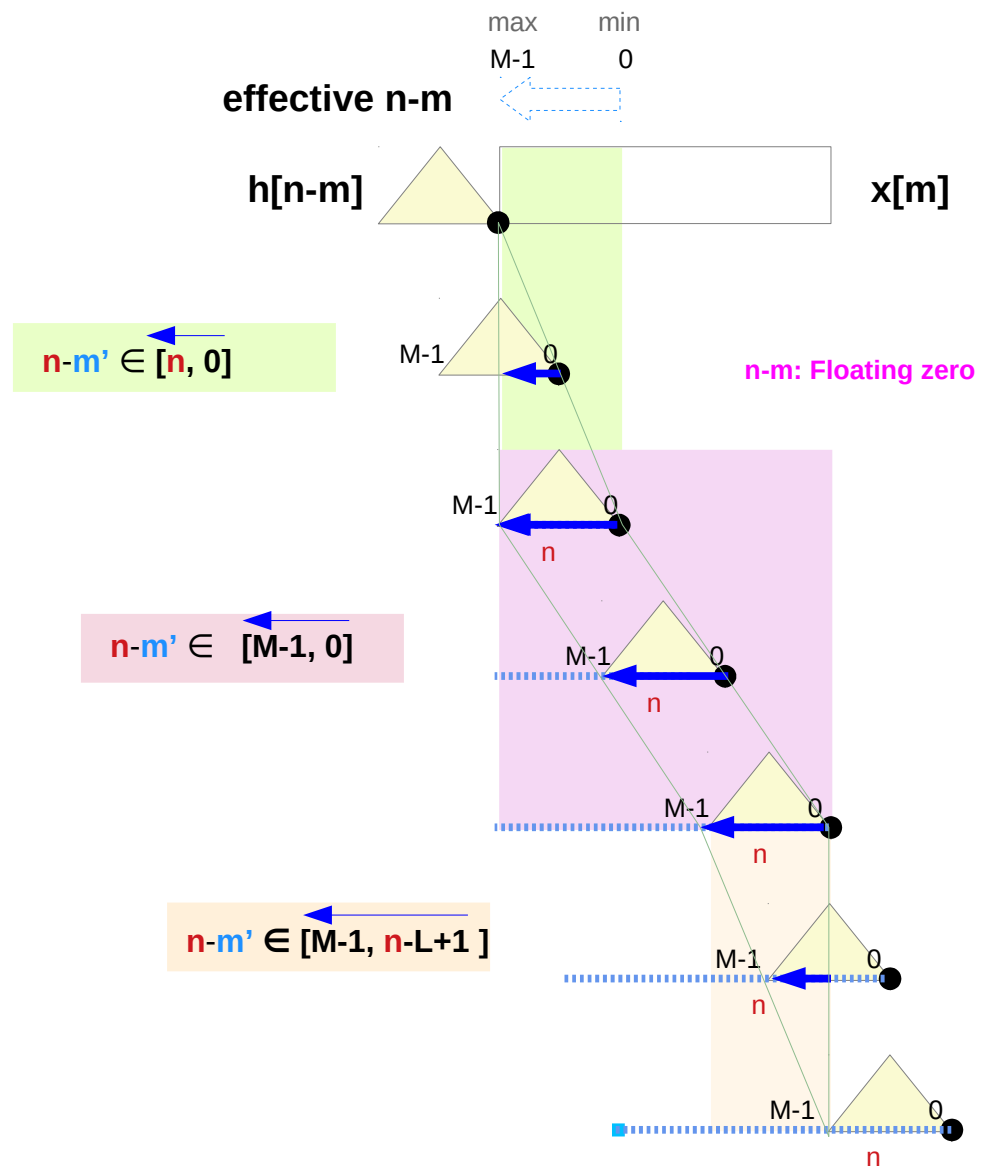 max min
M-1 0
effective n-m
h[n-m] x[m]
M-1 0
n-m’ ∈ [n, 0]
n-m: Floating zero
M-1 0
n
n-m’ ∈ [M-1, 0]
M-1 0
n
M-1 0
n
n-m’ ∈ [M-1, n-L+1 ]
M-1 0
n
M-1 0
n